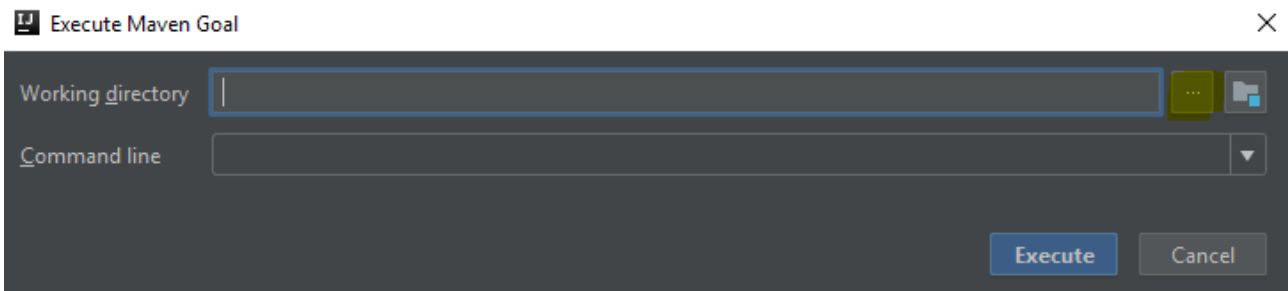 IJ Execute Maven Goal
Working directory
...
Command line
Execute Cancel